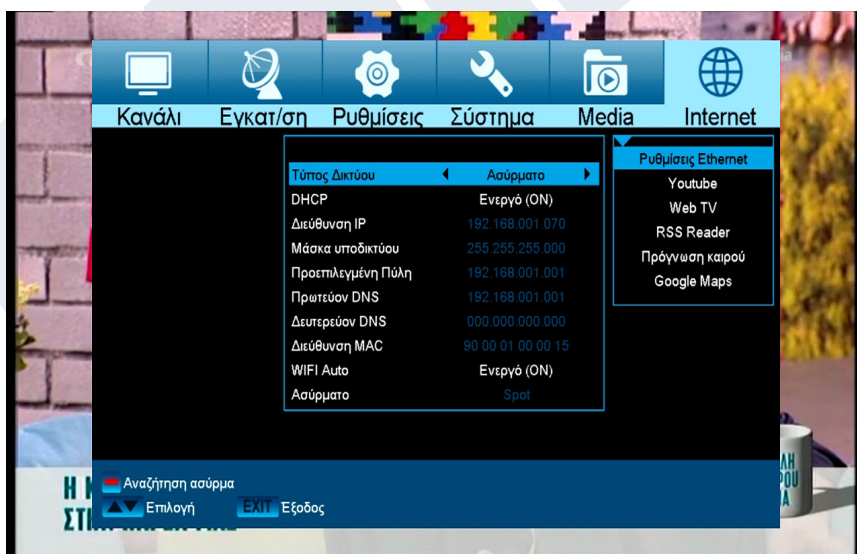 Κανάλι Εγκατ/ση Ρυθμίσεις Σύστημα Media Internet
Τύπος Δικτύου Ασύρματο
DHCP Ενεργό (ON)
Διεύθυνση IP 192.168.001.070
Μάσκα υποδικτύου 255.255.255.000
Προεπιλεγμένη Πύλη 192.168.001.001
Πρωτεύον DNS 192.168.001.001
Δευτερεύον DNS 000.000.000.000
Διεύθυνση MAC 90 00 01 00 00 15
WIFI Auto Ενεργό (ON)
Ασύρματο Spot
Ρυθμίσεις Ethernet
Youtube
Web TV
RSS Reader
Πρόγνωση καιρού
Google Maps
Αναζήτηση ασύρμα
Επιλογή EXIT Έξοδος